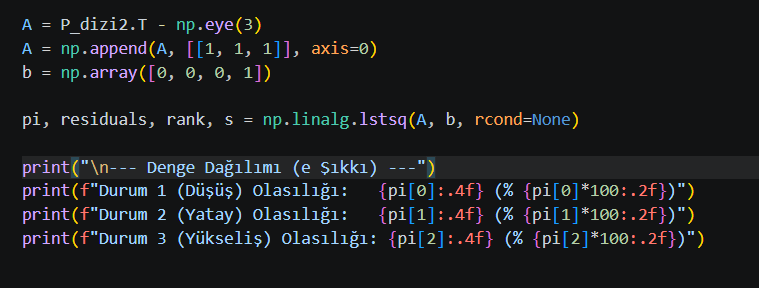 A = P_dizi2.T - np.eye(3)
A = np.append(A, [[1, 1, 1]], axis=0)
b = np.array([0, 0, 0, 1])
pi, residuals, rank, s = np.linalg.lstsq(A, b, rcond=None)
print("\n--- Denge Dağılımı (e Şıkkı) ---")
print(f"Durum 1 (Düşüş) Olasılığı:   {pi[0]:.4f} (% {pi[0]*100:.2f})")
print(f"Durum 2 (Yatay) Olasılığı:   {pi[1]:.4f} (% {pi[1]*100:.2f})")
print(f"Durum 3 (Yükseliş) Olasılığı: {pi[2]:.4f} (% {pi[2]*100:.2f})")